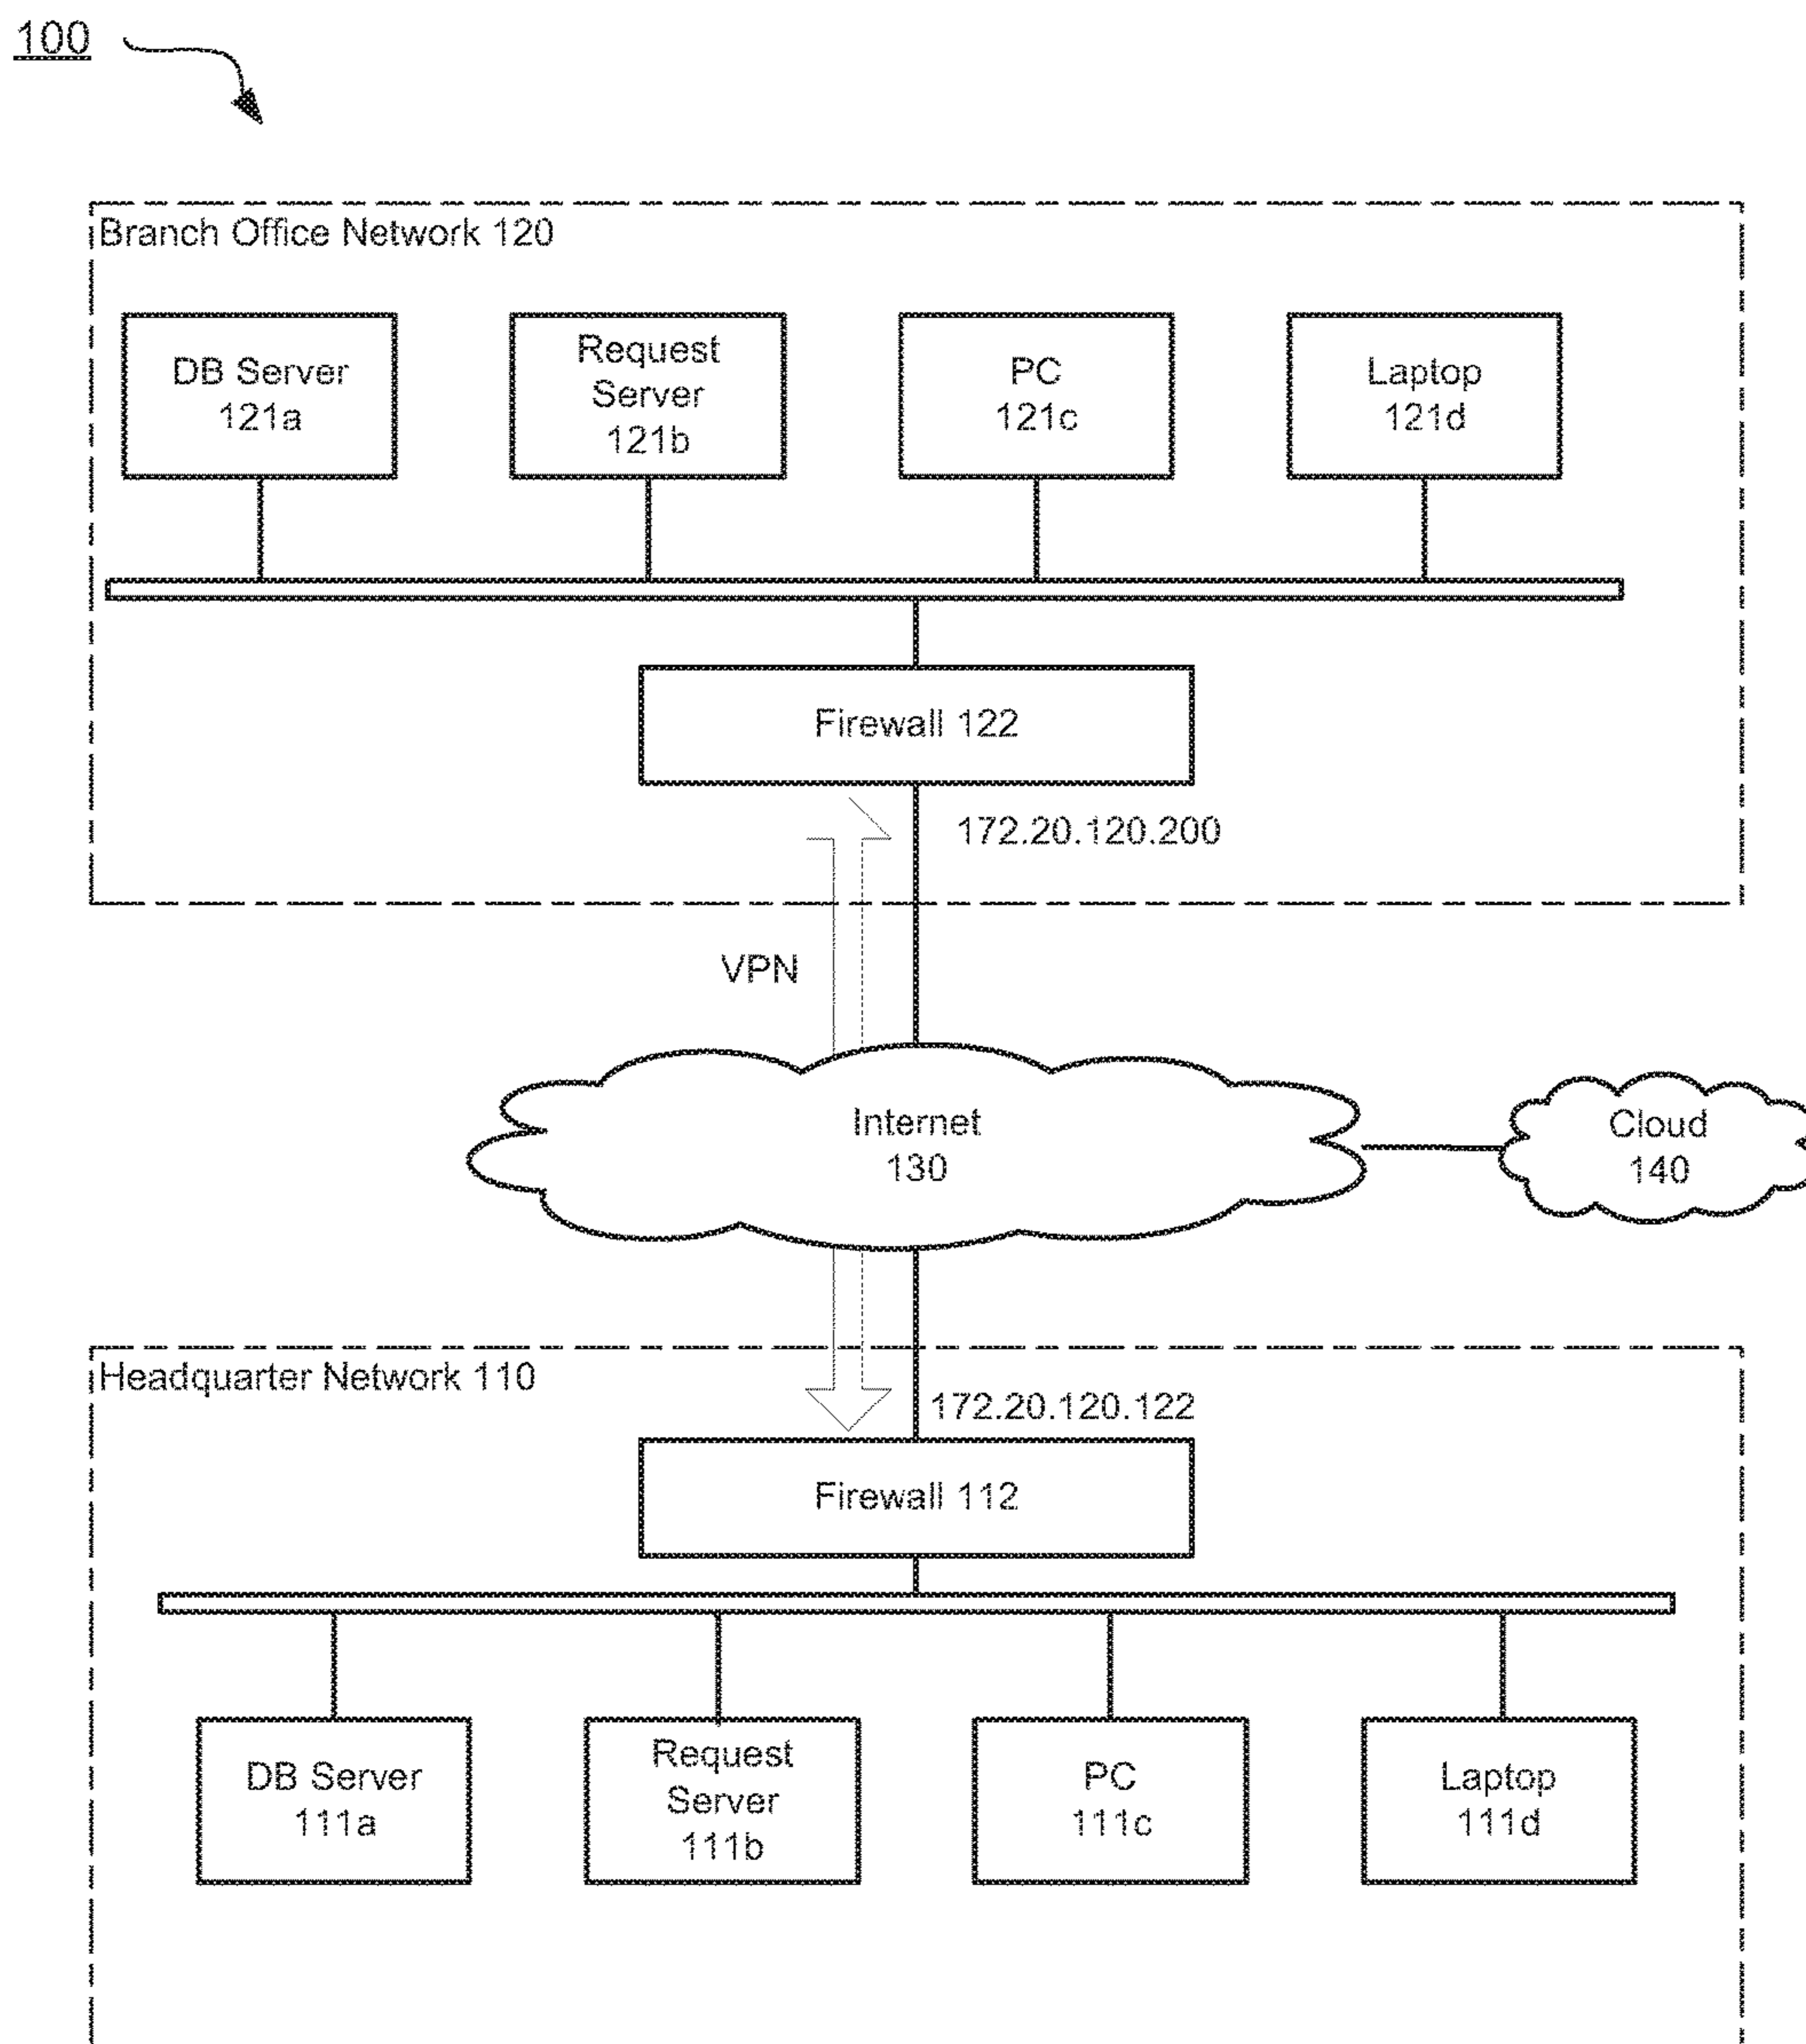 100
Branch Office Network 120
DB Server
121a
Request
Server
121b
PC
121c
Laptop
121d
Firewall 122
172.20.120.200
VPN
Internet
130
Cloud
140
Headquarter Network 110
172.20.120.122
Firewall 112
DB Server
111a
Request
Server
111b
PC
111c
Laptop
111d